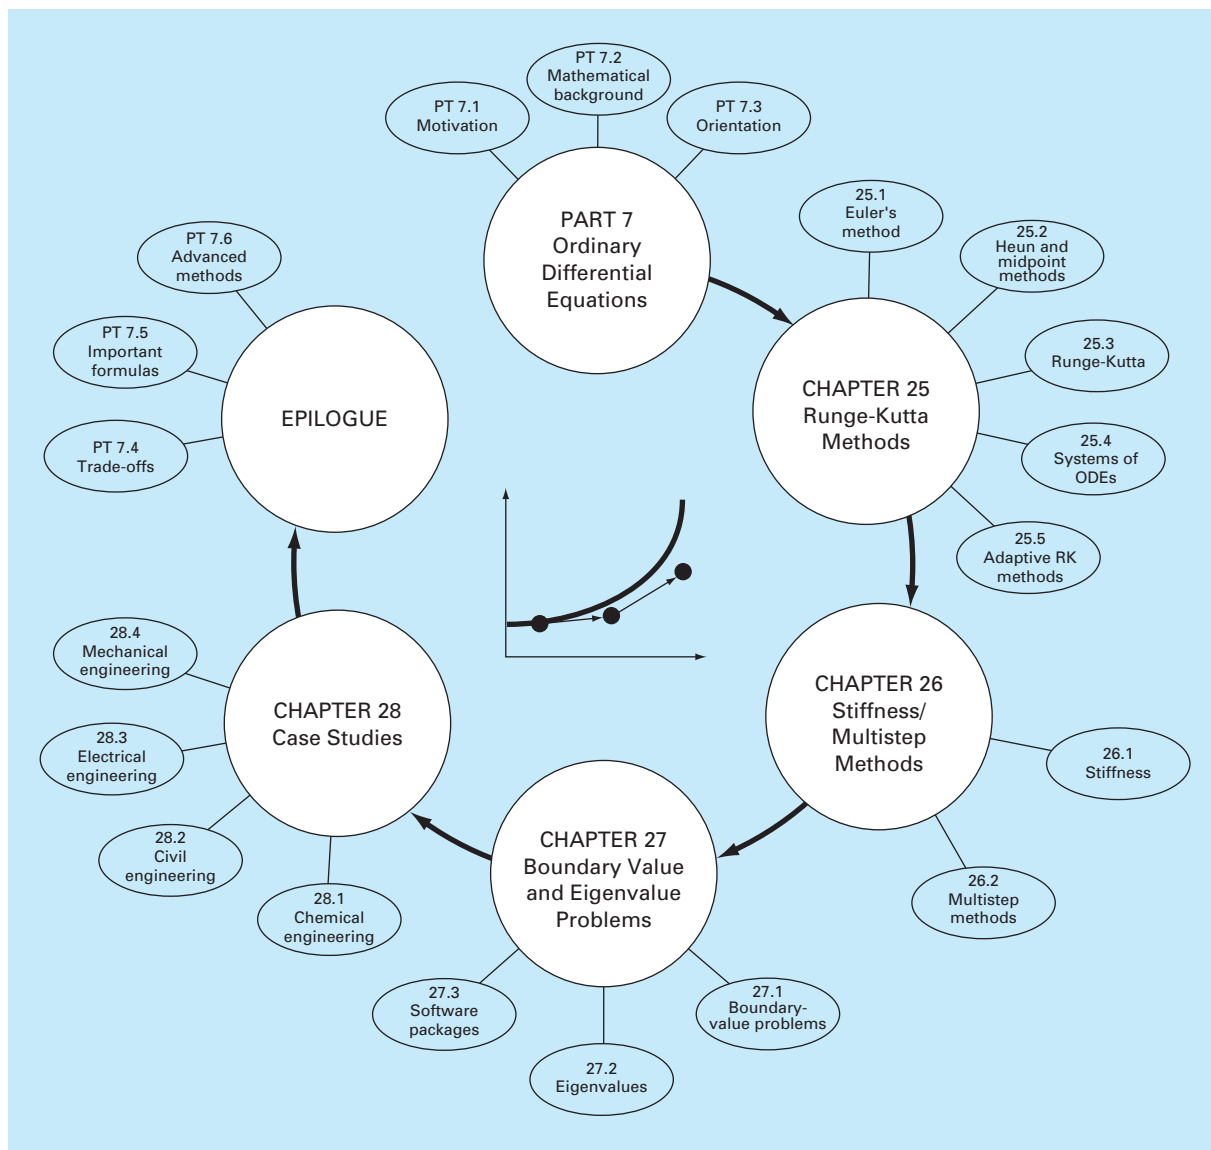 PT 7.1
Motivation
PT 7.2
Mathematical
background
PT 7.3
Orientation
PART 7
Ordinary
Differential
Equations
25.1
Euler's
method
25.2
Heun and
midpoint
methods
25.3
Runge-Kutta
25.4
Systems of
ODEs
25.5
Adaptive RK
methods
CHAPTER 25
Runge-Kutta
Methods
CHAPTER 26
Stiffness/
Multistep
Methods
26.1
Stiffness
26.2
Multistep
methods
CHAPTER 27
Boundary Value
and Eigenvalue
Problems
27.1
Boundary-
value problems
27.2
Eigenvalues
27.3
Software
packages
CHAPTER 28
Case Studies
28.1
Chemical
engineering
28.2
Civil
engineering
28.3
Electrical
engineering
28.4
Mechanical
engineering
EPILOGUE
PT 7.4
Trade-offs
PT 7.5
Important
formulas
PT 7.6
Advanced
methods